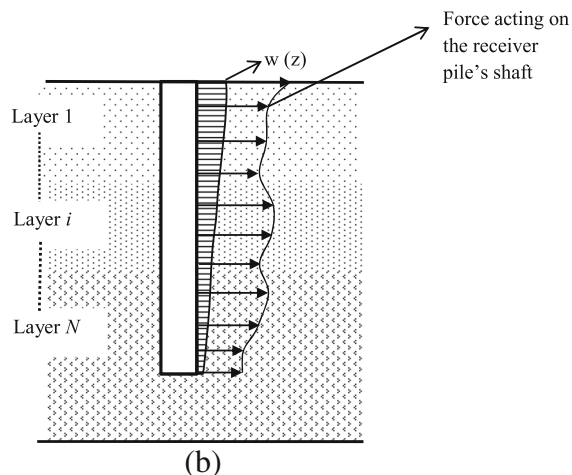 Force acting on
the receiver
pile's shaft
w (z)
Layer 1
Layer i
Layer N
(b)